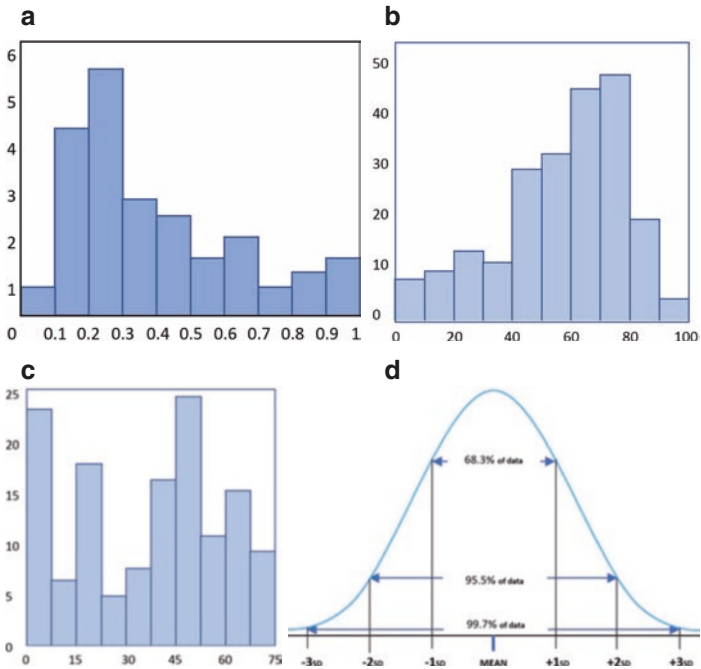 a
6
5
4
3
2
1
0 0.1 0.2 0.3 0.4 0.5 0.6 0.7 0.8 0.9 1.
b
50
40
30
20
10
0
0 20 40 60 80 100
c
25
20
15
10
5
0
0 15 30 45 60 75
d
68.3% of data
95.5% of data
99.7% of data
-3SD -2SD -1SD MEAN +1SD +2SD +3SD